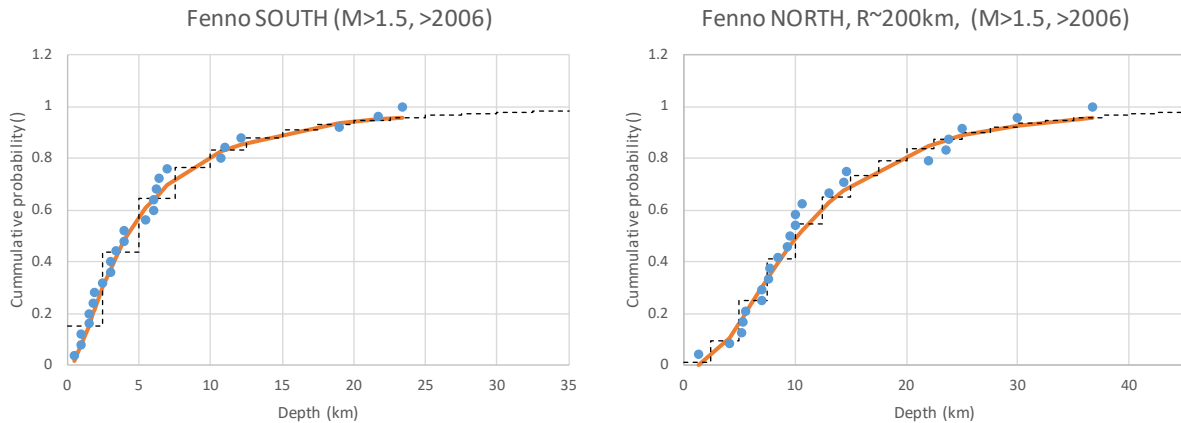 Fenno SOUTH (M>1.5, >2006)
1.2
1
0.8
0.6
0.4
0.2
0
Cummulative probability ()
0 5 10 15 20 25 30 35
Depth (km)
Fenno NORTH, R~200km, (M>1.5, >2006)
1.2
1
0.8
0.6
0.4
0.2
0
Cummulative probability ()
0 10 20 30 40
Depth (km)